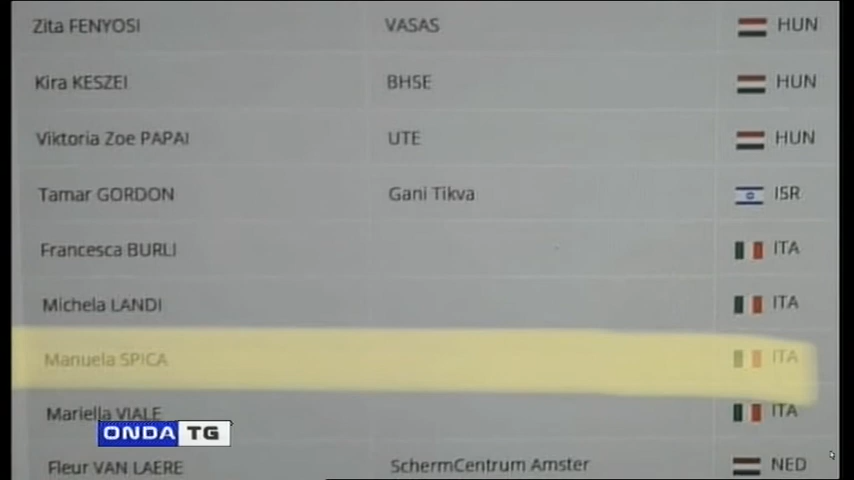 Zita FENYOSI VASAS HUN
Kira KESZEI BHSE HUN
Viktoria Zoe PAPAI UTE HUN
Tamar GORDON Gani Tikva ISR
Francesca BURLI ITA
Michela LANDI ITA
Manuela SPICA ITA
Mariella VIALE ITA
ONDA TG
Fleur VAN LAERE SchermCentrum Amster NED